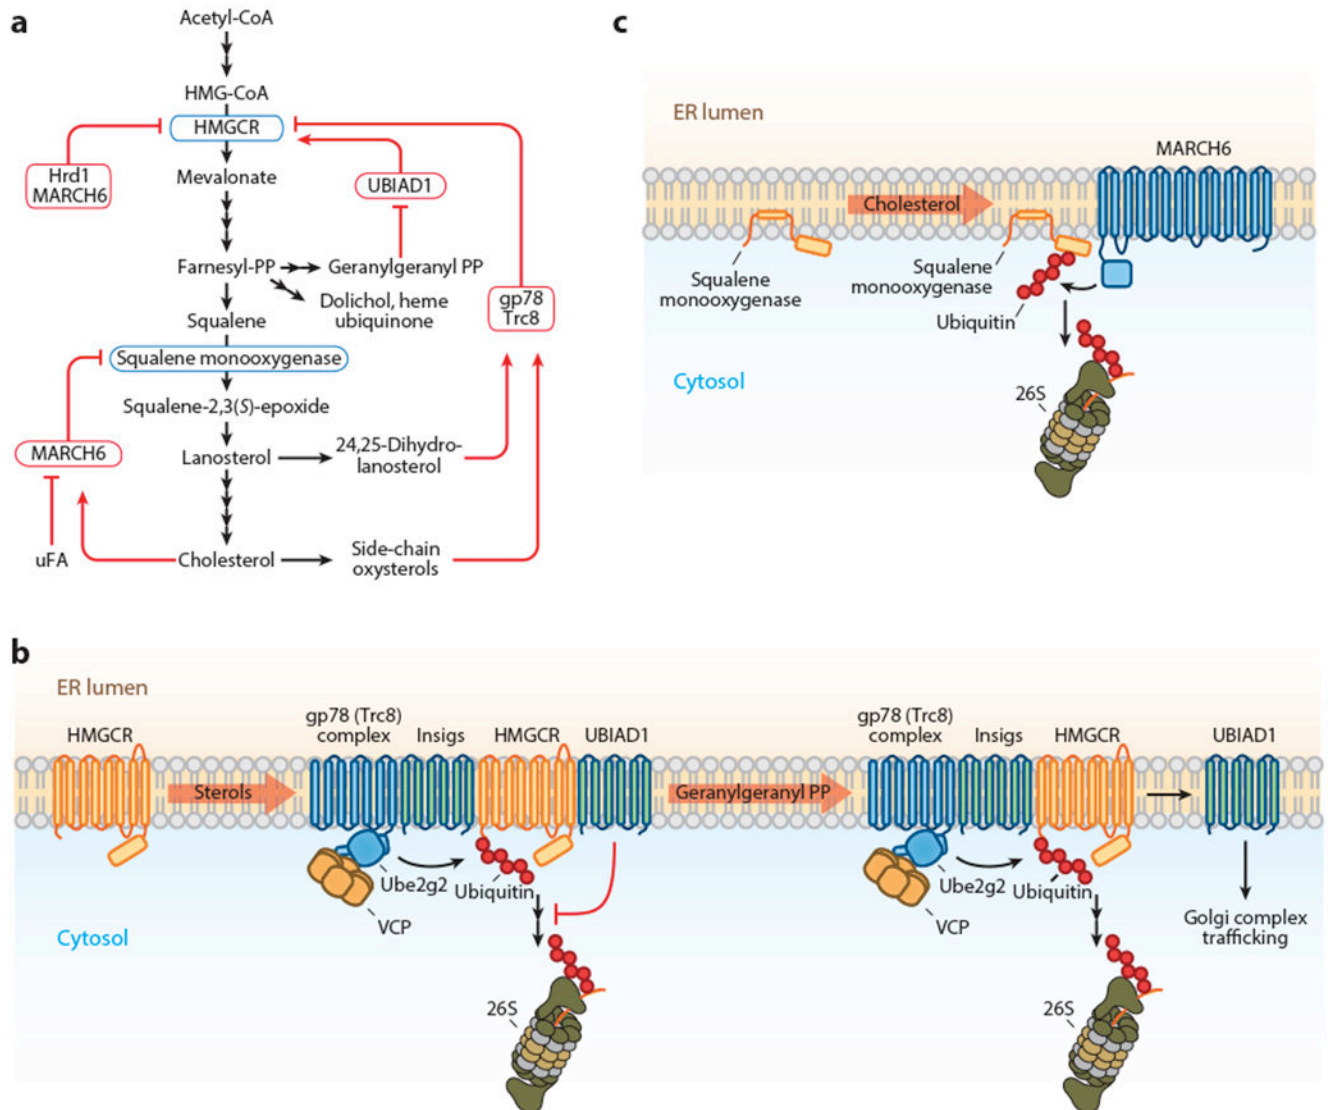 a
Acetyl-CoA
HMG-CoA
HMGCR
Hrd1
MARCH6
Mevalonate
UBIAD1
Farnesyl-PP
Geranylgeranyl PP
Dolichol, heme
ubiquinone
gp78
Trc8
Squalene
Squalene monooxygenase
Squalene-2,3(S)-epoxide
MARCH6
Lanosterol
24,25-Dihydro-
lanosterol
uFA
Cholesterol
Side-chain
oxysterols
c
ER lumen
MARCH6
Cholesterol
Squalene
monooxygenase
Squalene
monooxygenase
Ubiquitin
Cytosol
26S
b
ER lumen
HMGCR
gp78 (Trc8)
complex
Insigs
HMGCR
UBIAD1
gp78 (Trc8)
complex
Insigs
HMGCR
UBIAD1
Sterols
Geranylgeranyl PP
Ube2g2
Ubiquitin
VCP
Ube2g2
Ubiquitin
VCP
Golgi complex
trafficking
Cytosol
26S
26S